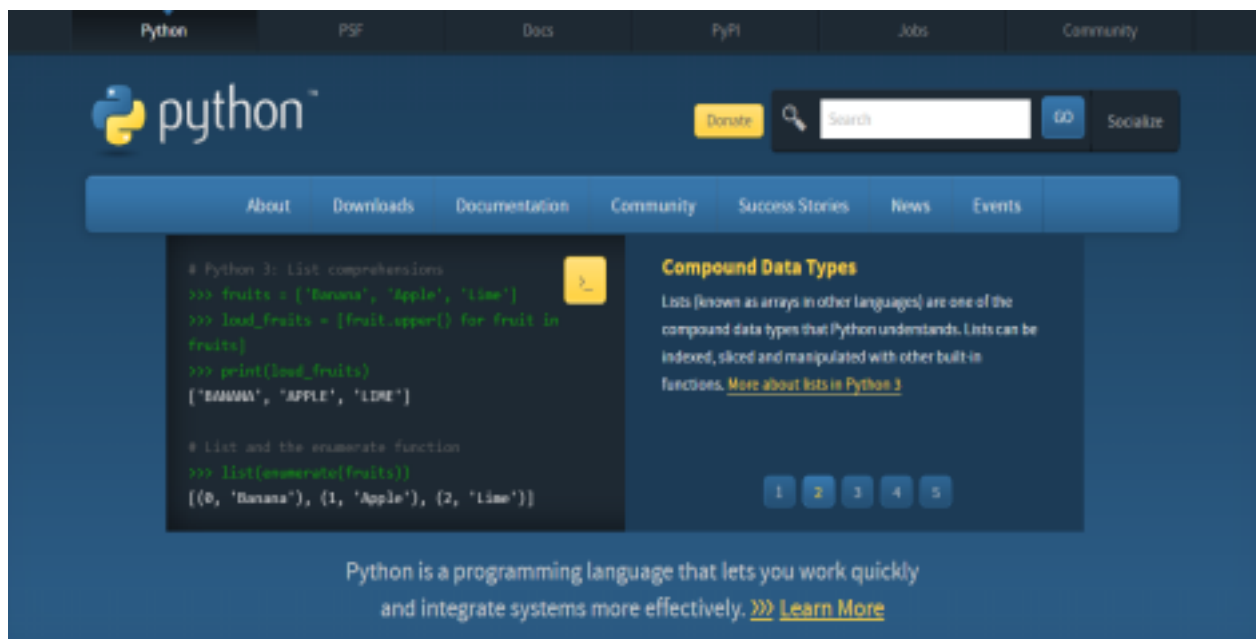 Python PSF Docs PyPI Jobs Community
python™
Donate Search GO Socialize
About Downloads Documentation Community Success Stories News Events
# Python 3: List comprehensions
>>> fruits = ['Banana', 'Apple', 'Lime']
>>> loud_fruits = [fruit.upper() for fruit in
fruits]
>>> print(loud_fruits)
['BANANA', 'APPLE', 'LIME']
# List and the enumerate function
>>> list(enumerate(fruits))
[(0, 'Banana'), (1, 'Apple'), (2, 'Lime')]
>_
Compound Data Types
Lists (known as arrays in other languages) are one of the
compound data types that Python understands. Lists can be
indexed, sliced and manipulated with other built-in
functions. More about lists in Python 3
1 2 3 4 5
Python is a programming language that lets you work quickly
and integrate systems more effectively. >>> Learn More